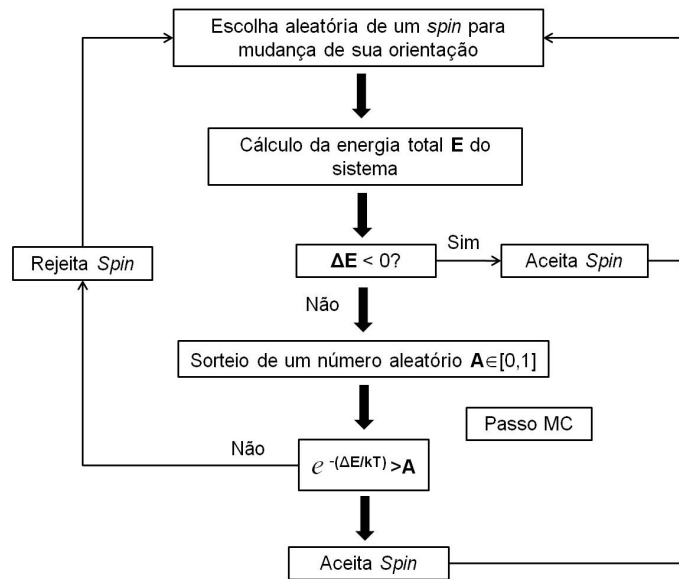 Escolha aleatória de um spin para
mudança de sua orientação
Cálculo da energia total E do
sistema
ΔE < 0?
Sim
Aceita Spin
Rejeita Spin
Não
Sorteio de um número aleatório A∈[0,1]
Passo MC
Não
e -(ΔE/kT) >A
Aceita Spin